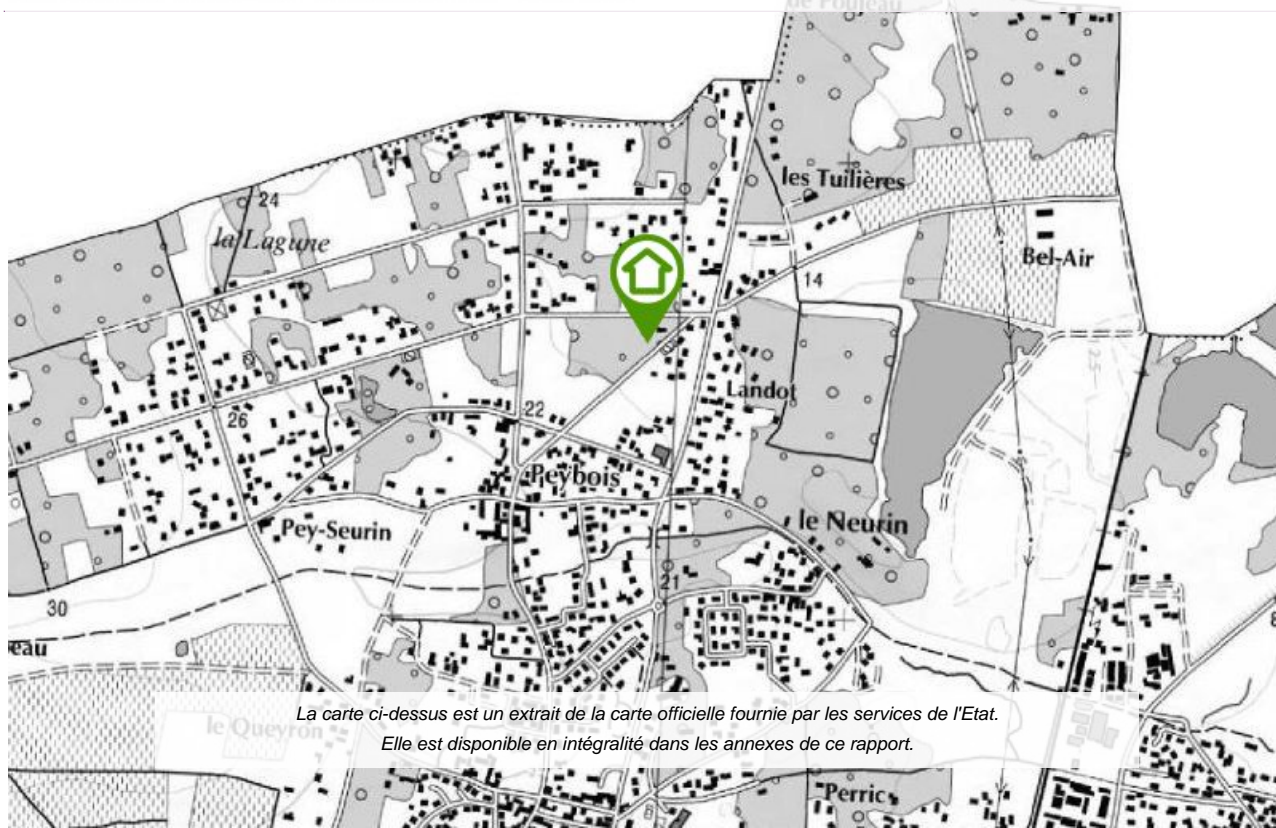 de Pouleau
les Tuilières
24
la Lagune
Bel-Air
14
Landot
22
26
Peybois
le Neurin
Pey-Seurin
21
30
eau
La carte ci-dessus est un extrait de la carte officielle fournie par les services de l'Etat.
le Queyron
Elle est disponible en intégralité dans les annexes de ce rapport.
Perric